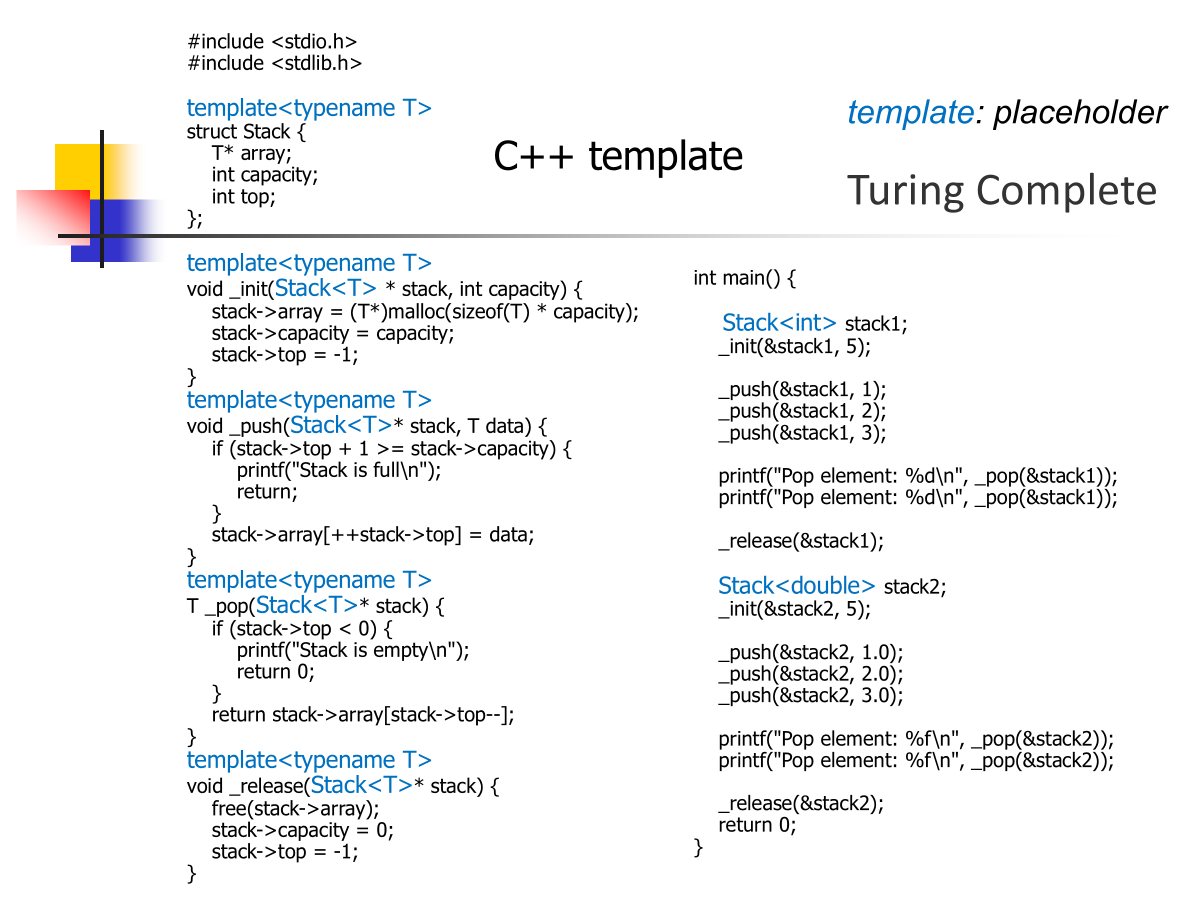 #include <stdio.h>
#include <stdlib.h>
template<typename T>
struct Stack {
T* array;
int capacity;
int top;
};
C++ template
template: placeholder
Turing Complete
template<typename T>
void _init(Stack<T> * stack, int capacity) {
stack->array = (T*)malloc(sizeof(T) * capacity);
stack->capacity = capacity;
stack->top = -1;
}
template<typename T>
void _push(Stack<T>* stack, T data) {
if (stack->top + 1 >= stack->capacity) {
printf("Stack is full\n");
return;
}
stack->array[++stack->top] = data;
}
template<typename T>
T _pop(Stack<T>* stack) {
if (stack->top < 0) {
printf("Stack is empty\n");
return 0;
}
return stack->array[stack->top--];
}
template<typename T>
void _release(Stack<T>* stack) {
free(stack->array);
stack->capacity = 0;
stack->top = -1;
}
int main() {
Stack<int> stack1;
_init(&stack1, 5);
_push(&stack1, 1);
_push(&stack1, 2);
_push(&stack1, 3);
printf("Pop element: %d\n", _pop(&stack1));
printf("Pop element: %d\n", _pop(&stack1));
_release(&stack1);
Stack<double> stack2;
_init(&stack2, 5);
_push(&stack2, 1.0);
_push(&stack2, 2.0);
_push(&stack2, 3.0);
printf("Pop element: %f\n", _pop(&stack2));
printf("Pop element: %f\n", _pop(&stack2));
_release(&stack2);
return 0;
}